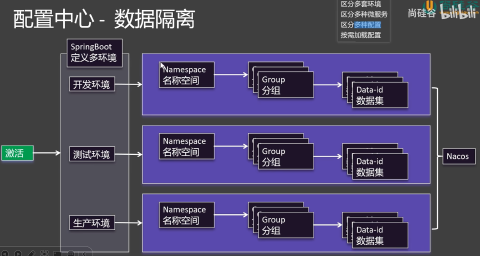 配置中心 - 数据隔离
尚硅谷
bilibili
区分多套环境
区分多种微服务
区分多种配置
按需加载配置
SpringBoot
定义多环境
激活
开发环境
Namespace
名称空间
Group
分组
Data-id
数据集
测试环境
Namespace
名称空间
Group
分组
Data-id
数据集
Nacos
生产环境
Namespace
名称空间
Group
分组
Data-id
数据集